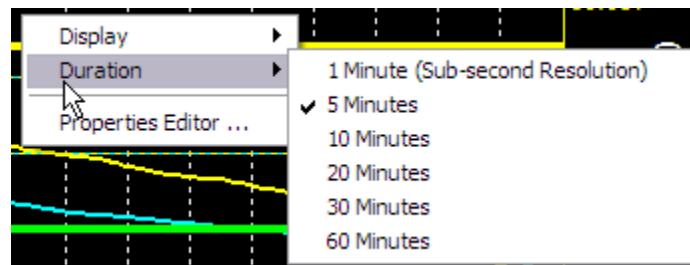 Display
Duration
Properties Editor ...
1 Minute (Sub-second Resolution)
5 Minutes
10 Minutes
20 Minutes
30 Minutes
60 Minutes